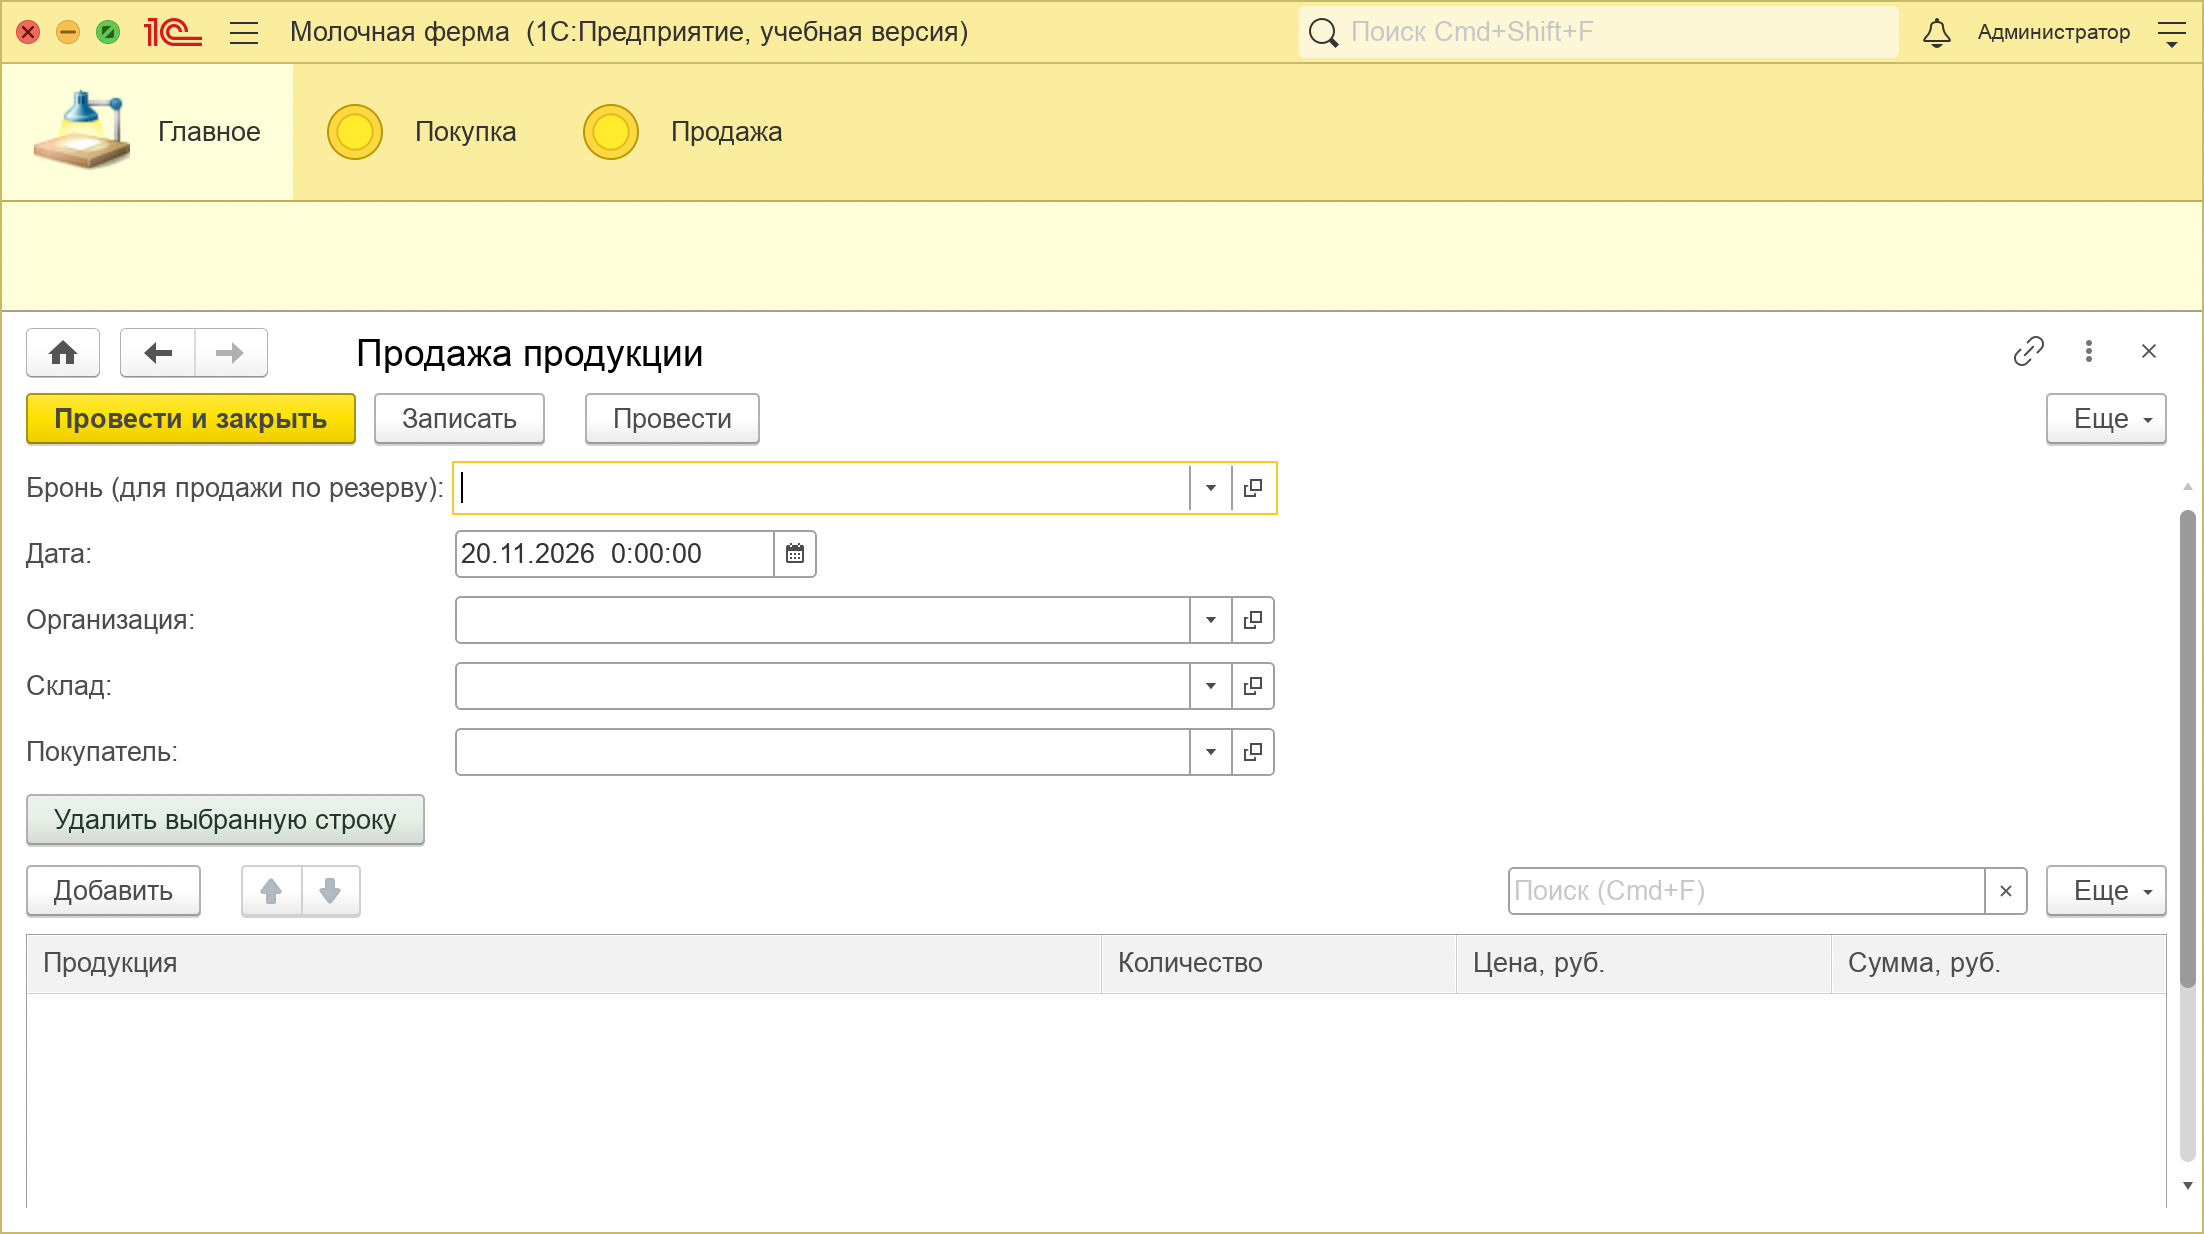 1С Молочная ферма (1С:Предприятие, учебная версия) Поиск Cmd+Shift+F Администратор
Главное Покупка Продажа
Продажа продукции
Провести и закрыть Записать Провести Еще
Бронь (для продажи по резерву):
Дата: 20.11.2026 0:00:00
Организация:
Склад:
Покупатель:
Удалить выбранную строку
Добавить Поиск (Cmd+F) Еще
Продукция Количество Цена, руб. Сумма, руб.